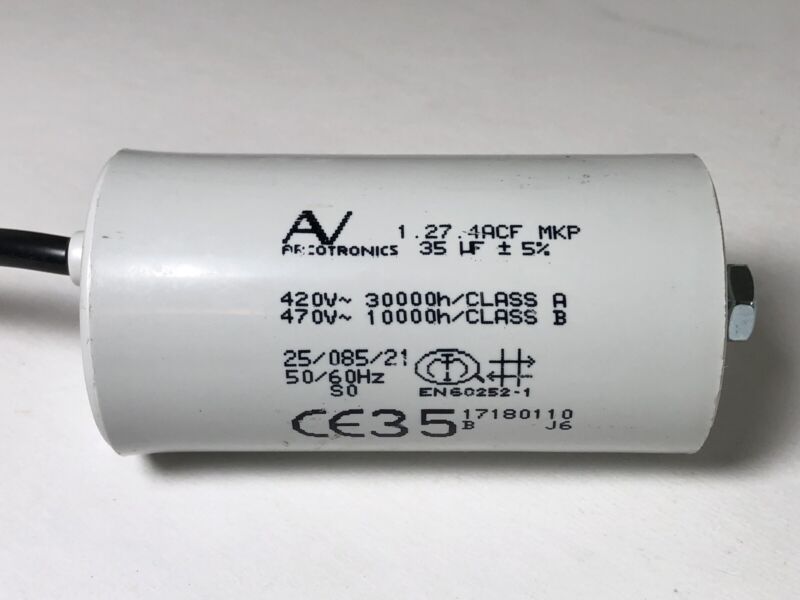 AV
ARCOTRONICS
1.27.4ACF MKP
35 µF ± 5%
420V~ 30000h/CLASS A
470V~ 10000h/CLASS B
25/085/21
50/60Hz
S0
EN60252-1
CE35
17180110
B J6